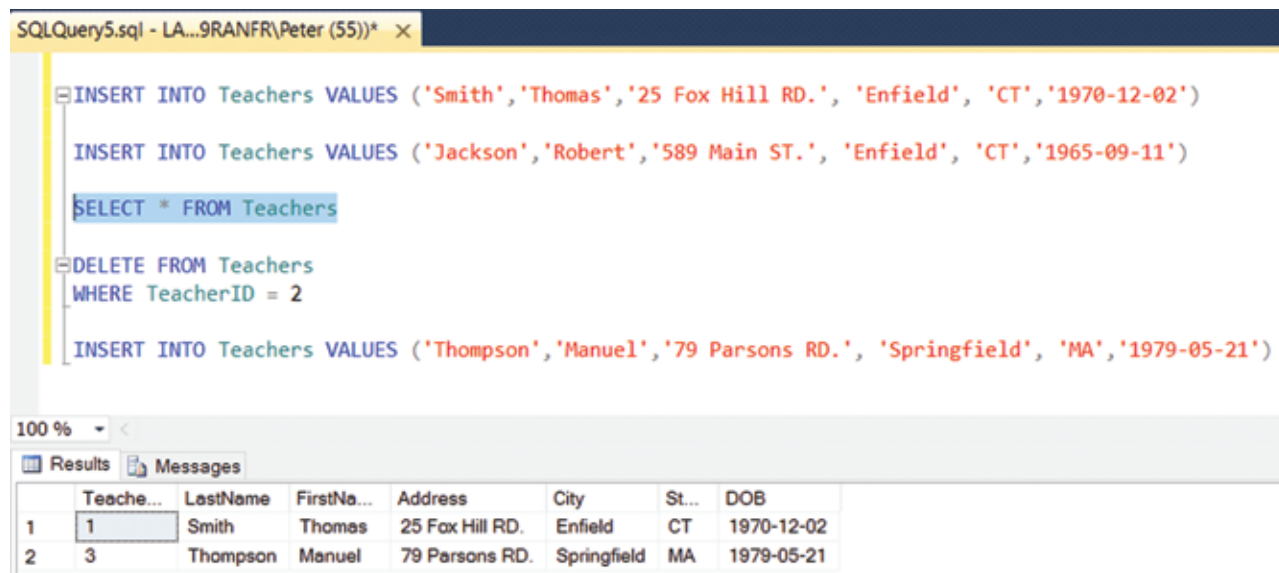 SQLQuery5.sql - LA...9RANFR\Peter (55))* ×
INSERT INTO Teachers VALUES ('Smith','Thomas','25 Fox Hill RD.', 'Enfield', 'CT','1970-12-02')
INSERT INTO Teachers VALUES ('Jackson','Robert','589 Main ST.', 'Enfield', 'CT','1965-09-11')
SELECT * FROM Teachers
DELETE FROM Teachers
WHERE TeacherID = 2
INSERT INTO Teachers VALUES ('Thompson','Manuel','79 Parsons RD.', 'Springfield', 'MA','1979-05-21')
100 %
Results Messages
Teache... LastName FirstNa... Address City St... DOB
1 1 Smith Thomas 25 Fox Hill RD. Enfield CT 1970-12-02
2 3 Thompson Manuel 79 Parsons RD. Springfield MA 1979-05-21